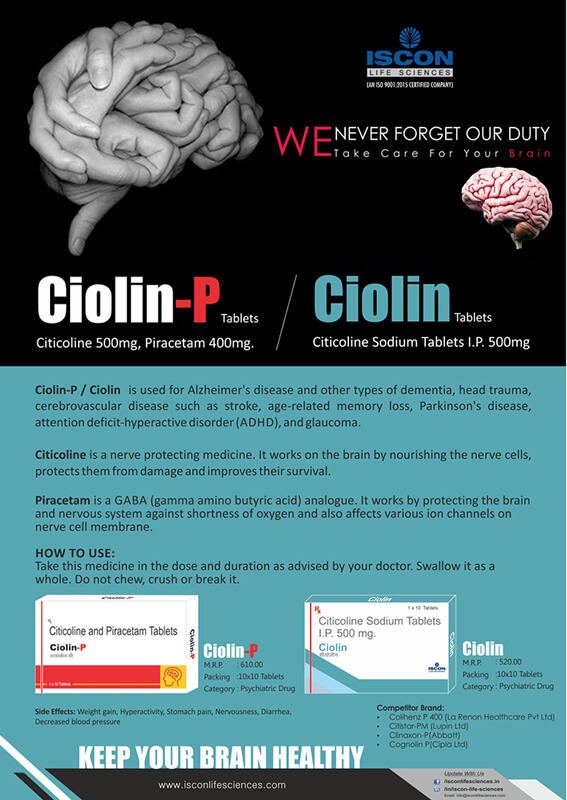 ISCON
LIFE SCIENCES
(AN ISO 9001:2015 CERTIFIED COMPANY)
WE NEVER FORGET OUR DUTY
Take Care For Your Brain
Ciolin-P Tablets
Citicoline 500mg, Piracetam 400mg.
Ciolin Tablets
Citicoline Sodium Tablets I.P. 500mg
Ciolin-P / Ciolin is used for Alzheimer's disease and other types of dementia, head trauma,
cerebrovascular disease such as stroke, age-related memory loss, Parkinson's disease,
attention deficit-hyperactive disorder (ADHD), and glaucoma.
Citicoline is a nerve protecting medicine. It works on the brain by nourishing the nerve cells,
protects them from damage and improves their survival.
Piracetam is a GABA (gamma amino butyric acid) analogue. It works by protecting the brain
and nervous system against shortness of oxygen and also affects various ion channels on
nerve cell membrane.
HOW TO USE:
Take this medicine in the dose and duration as advised by your doctor. Swallow it as a
whole. Do not chew, crush or break it.
Ciolin-P
Rx
Citicoline and Piracetam Tablets
Ciolin-P
सायोलीन-पी
1 x 10 Tablets
Ciolin-P
Ciolin-P
M.R.P. : 610.00
Packing : 10x10 Tablets
Category : Psychiatric Drug
Ciolin
Rx
1 x 10 Tablets
Citicoline Sodium Tablets
I.P. 500 mg.
Ciolin
सीयोलीन
ISCON
Ciolin
Ciolin
M.R.P. : 520.00
Packing : 10x10 Tablets
Category : Psychiatric Drug
Side Effects: Weight gain, Hyperactivity, Stomach pain, Nervousness, Diarrhea,
Decreased blood pressure
Competitor Brand:
• Colihenz P 400 (La Renon Healthcare Pvt Ltd)
• Citistar-PM (Lupin Ltd)
• Clinaxon-P(Abbott)
• Cognolin P(Cipla Ltd)
KEEP YOUR BRAIN HEALTHY
www.isconlifesciences.com
Update With Us
/isconlifesciences.in
/in/iscon-life-sciences
Email: info@isconlifesciences.com